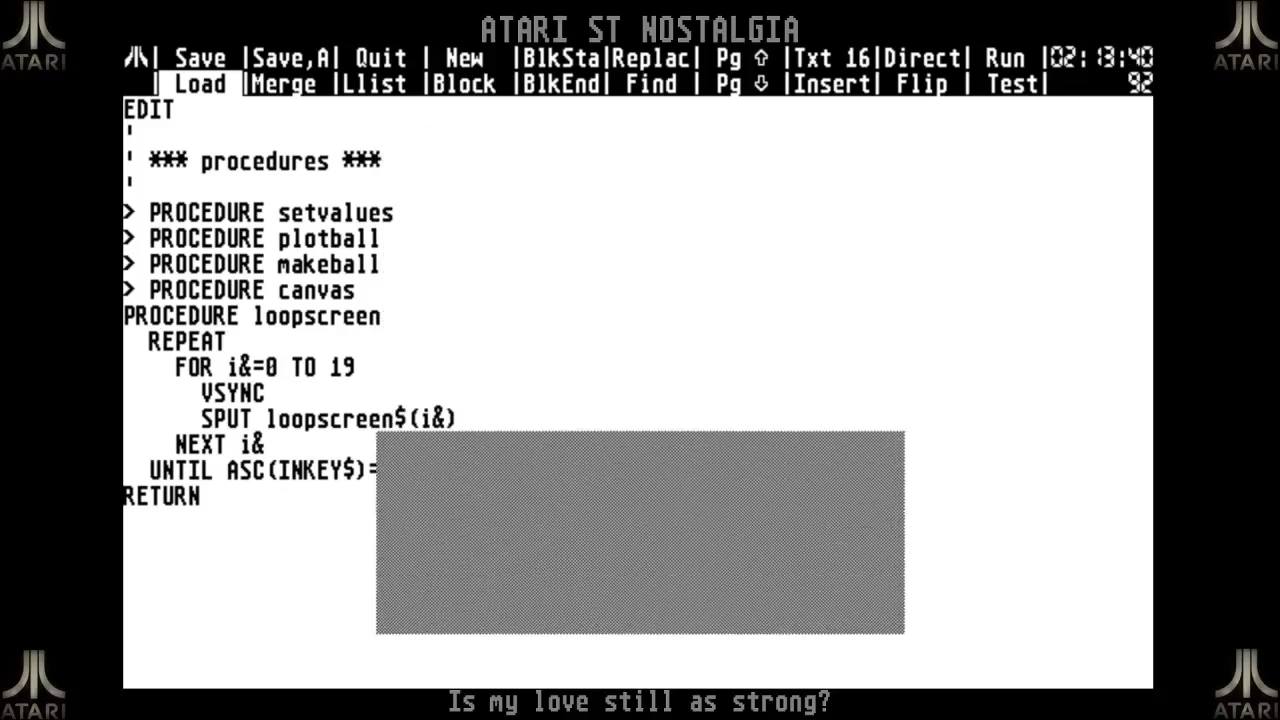 ATARI ST NOSTALGIA
ATARI
ATARI
Save |Save,A| Quit | New |BlkSta|Replac| Pg ⇧ |Txt 16|Direct| Run |02:13:40
Load |Merge |Llist |Block |BlkEnd| Find | Pg ⇩ |Insert| Flip | Test| 92
EDIT
'
' *** procedures ***
'
> PROCEDURE setvalues
> PROCEDURE plotball
> PROCEDURE makeball
> PROCEDURE canvas
PROCEDURE loopscreen
REPEAT
FOR i&=0 TO 19
VSYNC
SPUT loopscreen$(i&)
NEXT i&
UNTIL ASC(INKEY$)=
RETURN
Is my love still as strong?
ATARI
ATARI